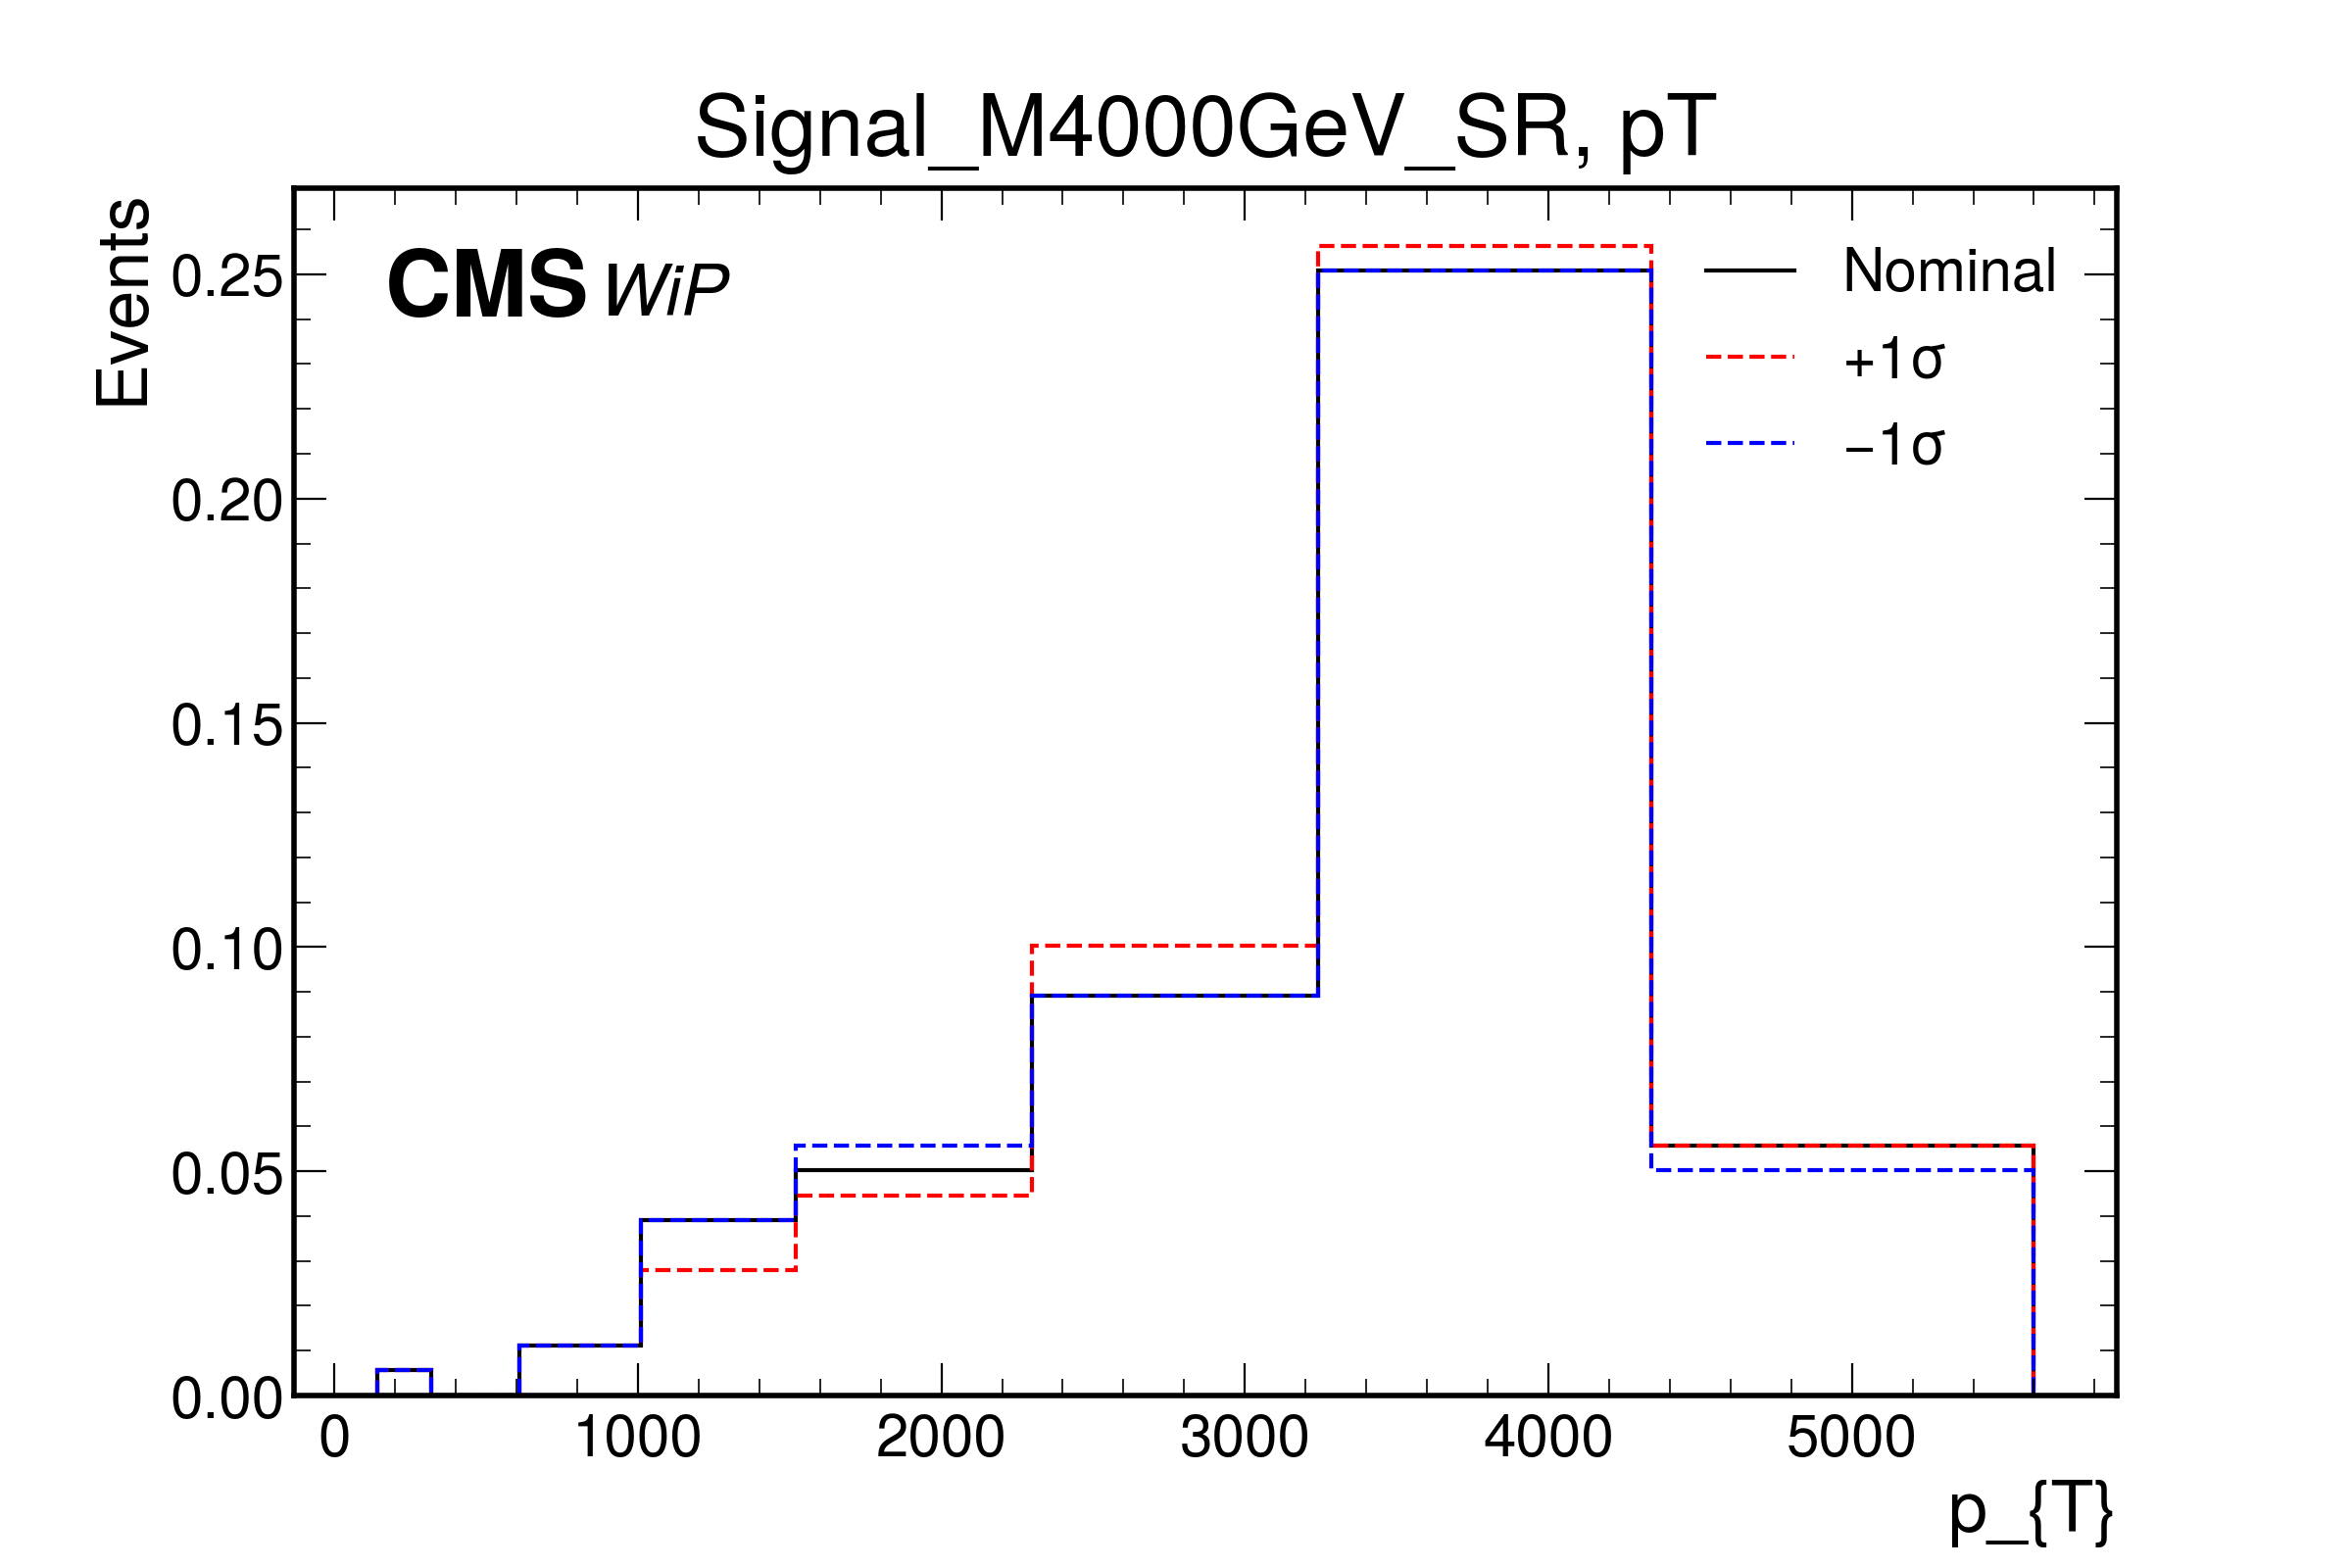 Signal_M4000GeV_SR, pT
Events
CMS WiP
Nominal
+1σ
−1σ
0.25
0.20
0.15
0.10
0.05
0.00
0 1000 2000 3000 4000 5000
p_{T}